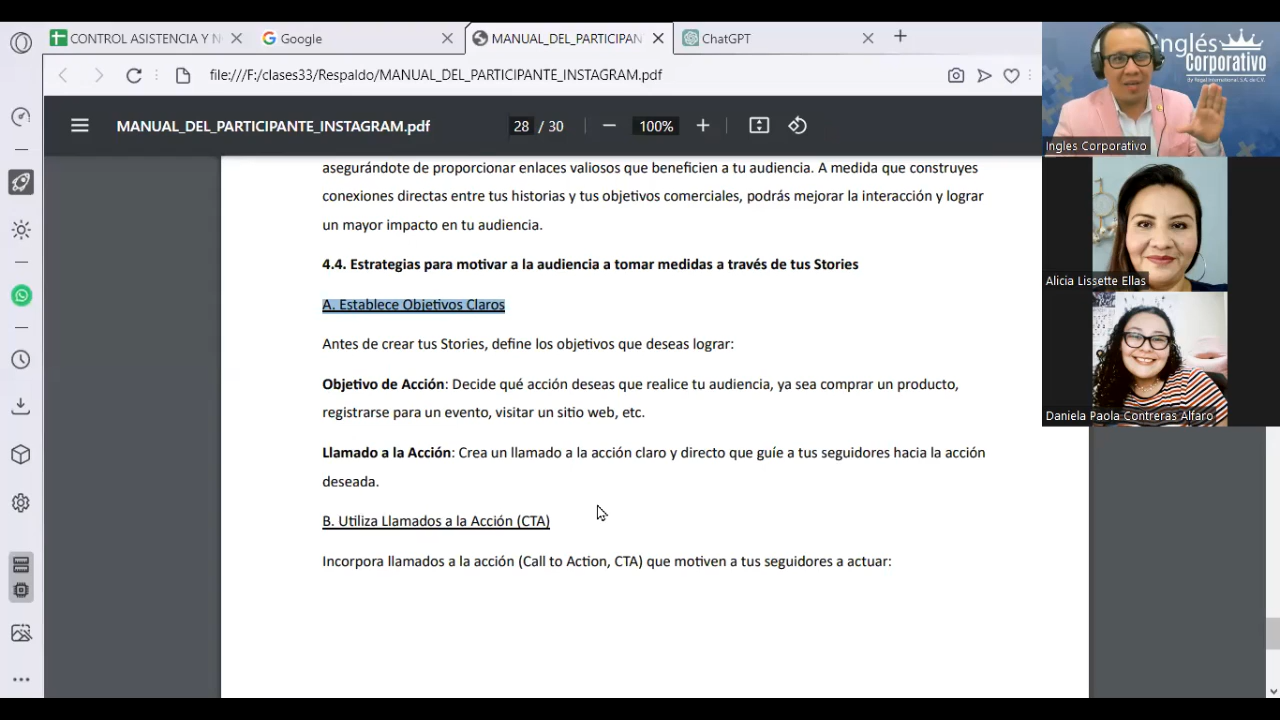 CONTROL ASISTENCIA Y N
Google
MANUAL_DEL_PARTICIPAN
ChatGPT
file:///F:/clases33/Respaldo/MANUAL_DEL_PARTICIPANTE_INSTAGRAM.pdf
MANUAL_DEL_PARTICIPANTE_INSTAGRAM.pdf
28 / 30
100%
asegurándote de proporcionar enlaces valiosos que beneficien a tu audiencia. A medida que construyes
conexiones directas entre tus historias y tus objetivos comerciales, podrás mejorar la interacción y lograr
un mayor impacto en tu audiencia.
4.4. Estrategias para motivar a la audiencia a tomar medidas a través de tus Stories
A. Establece Objetivos Claros
Antes de crear tus Stories, define los objetivos que deseas lograr:
Objetivo de Acción: Decide qué acción deseas que realice tu audiencia, ya sea comprar un producto,
registrarse para un evento, visitar un sitio web, etc.
Llamado a la Acción: Crea un llamado a la acción claro y directo que guíe a tus seguidores hacia la acción
deseada.
B. Utiliza Llamados a la Acción (CTA)
Incorpora llamados a la acción (Call to Action, CTA) que motiven a tus seguidores a actuar:
Inglés
Corporativo
By Regal International, S.A. de C.V.
Ingles Corporativo
Alicia Lissette Ellas
Daniela Paola Contreras Alfaro